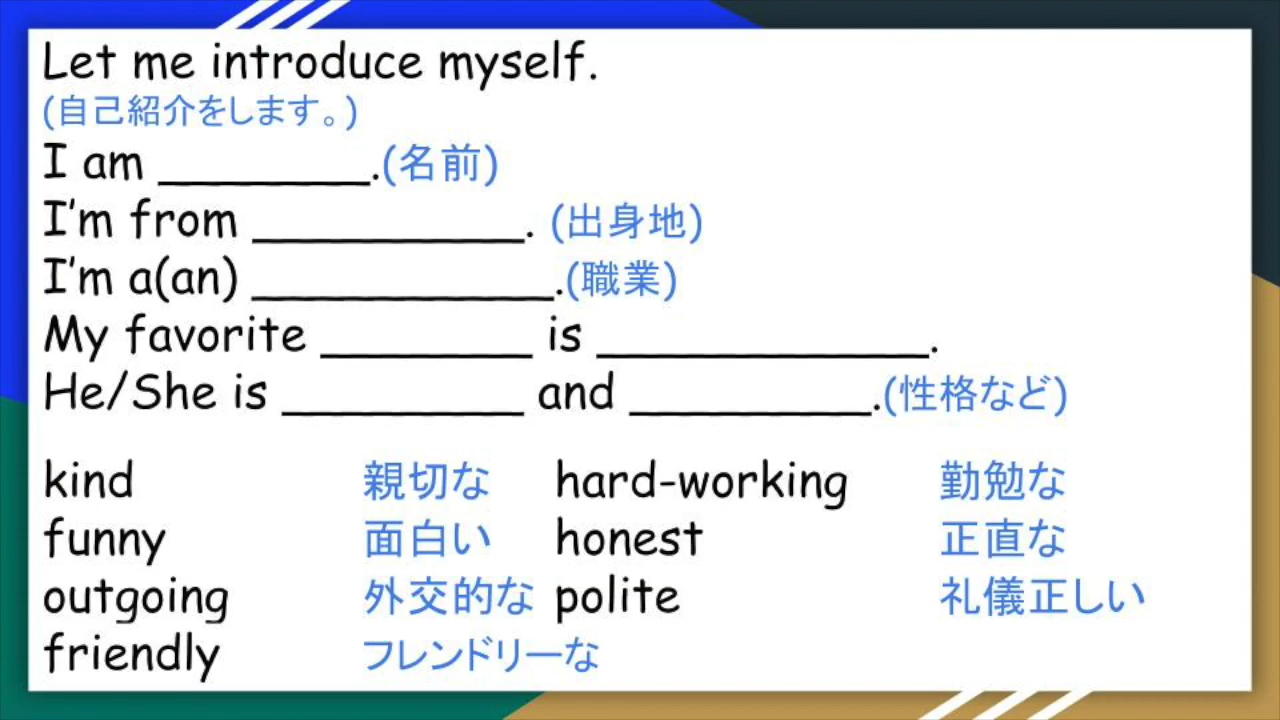 Let me introduce myself.
(自己紹介をします。)
I am ________.(名前)
I'm from _________. (出身地)
I'm a(an) __________.(職業)
My favorite _______ is ___________.
He/She is ________ and ________.(性格など)
kind 親切な hard-working 勤勉な
funny 面白い honest 正直な
outgoing 外交的な polite 礼儀正しい
friendly フレンドリーな